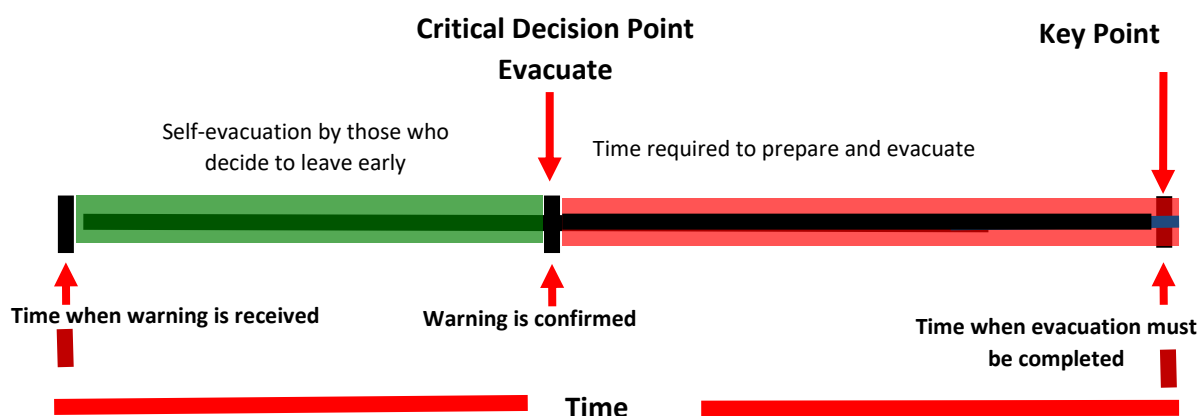 Critical Decision Point
Evacuate
Key Point
Self-evacuation by those who
decide to leave early
Time required to prepare and evacuate
Time when warning is received
Warning is confirmed
Time when evacuation must
be completed
Time